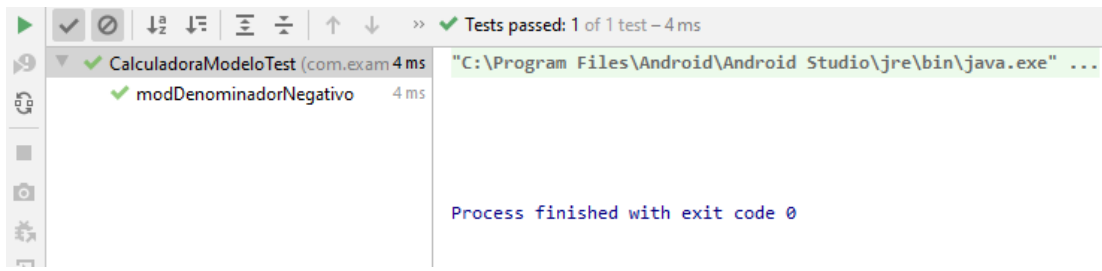 » Tests passed: 1 of 1 test – 4 ms
CalculadoraModeloTest (com.exam 4 ms
modDenominadorNegativo 4 ms
"C:\Program Files\Android\Android Studio\jre\bin\java.exe" ...
Process finished with exit code 0